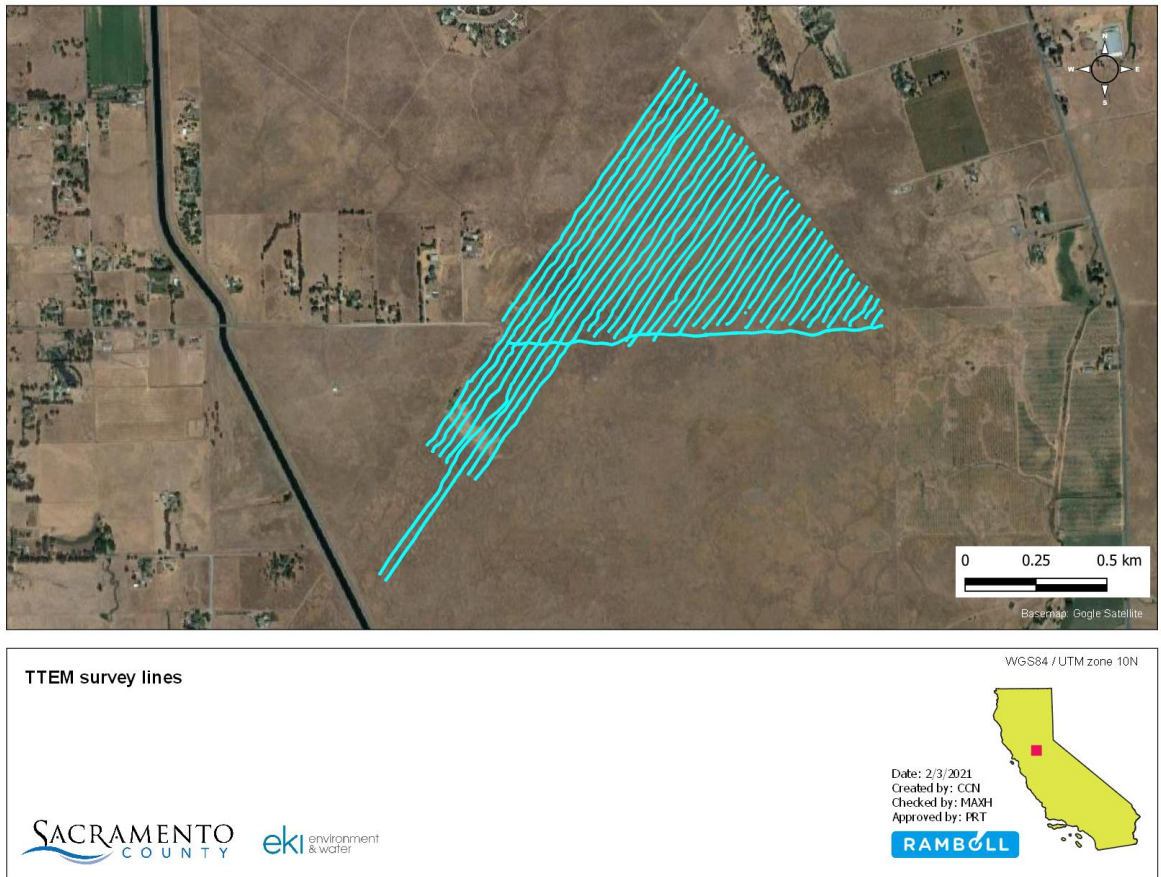 N
W E
S
0 0.25 0.5 km
Basemap: Gogle Satellite
TTEM survey lines
WGS84 / UTM zone 10N
Date: 2/3/2021
Created by: CCN
Checked by: MAXH
Approved by: PRT
RAMBOLL
SACRAMENTO
COUNTY
eki environment
& water